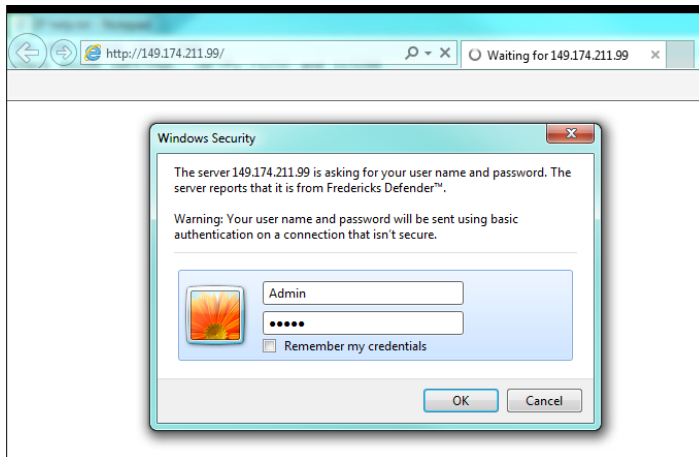 http://149.174.211.99/
Waiting for 149.174.211.99
Windows Security
The server 149.174.211.99 is asking for your user name and password. The
server reports that it is from Fredericks Defender™.
Warning: Your user name and password will be sent using basic
authentication on a connection that isn't secure.
Admin
●●●●●
Remember my credentials
OK
Cancel